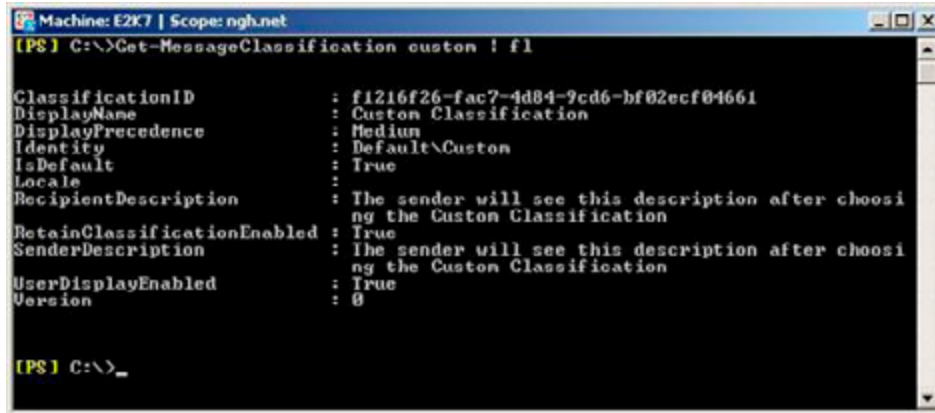 Machine: E2K7 | Scope: ngh.net
[PS] C:\>Get-MessageClassification custom | fl
ClassificationID : f1216f26-fac7-4d84-9cd6-bf02ecf04661
DisplayName : Custom Classification
DisplayPrecedence : Medium
Identity : Default\Custom
IsDefault : True
Locale :
RecipientDescription : The sender will see this description after choosi
ng the Custom Classification
RetainClassificationEnabled : True
SenderDescription : The sender will see this description after choosi
ng the Custom Classification
UserDisplayEnabled : True
Version : 0
[PS] C:\>_